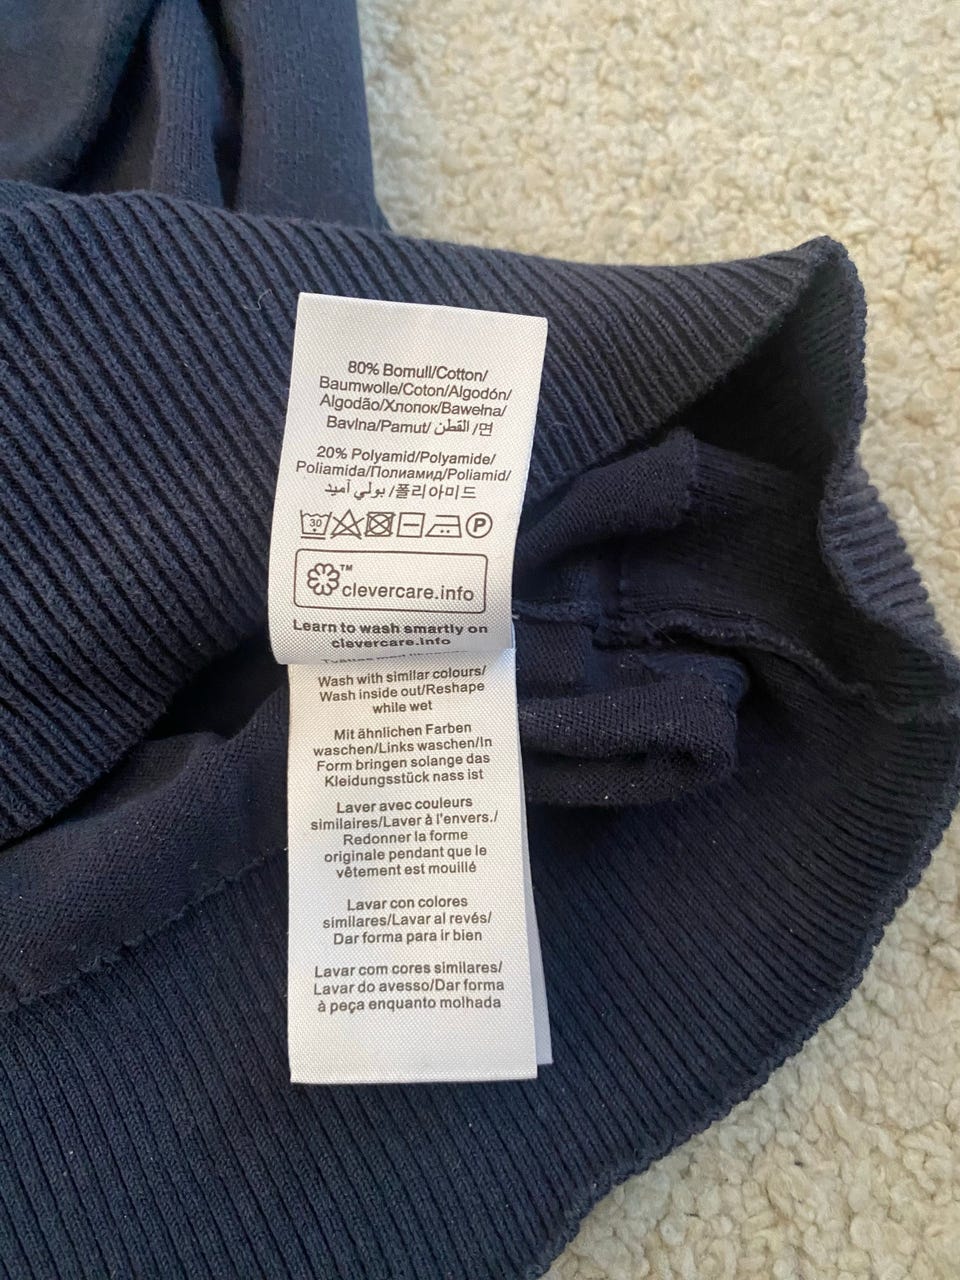 80% Bomull/Cotton/
Baumwolle/Coton/Algodón/
Algodão/Хлопок/Bawełna/
Bavlna/Pamut/ القطن /면
20% Polyamid/Polyamide/
Poliamida/Полиамид/Poliamid/
بولي أميد /폴리아미드
30
P
TM
clevercare.info
Learn to wash smartly on
clevercare.info
Wash with similar colours/
Wash inside out/Reshape
while wet
Mit ähnlichen Farben
waschen/Links waschen/In
Form bringen solange das
Kleidungsstück nass ist
Laver avec couleurs
similaires/Laver à l'envers./
Redonner la forme
originale pendant que le
vêtement est mouillé
Lavar con colores
similares/Lavar al revés/
Dar forma para ir bien
Lavar com cores similares/
Lavar do avesso/Dar forma
à peça enquanto molhada